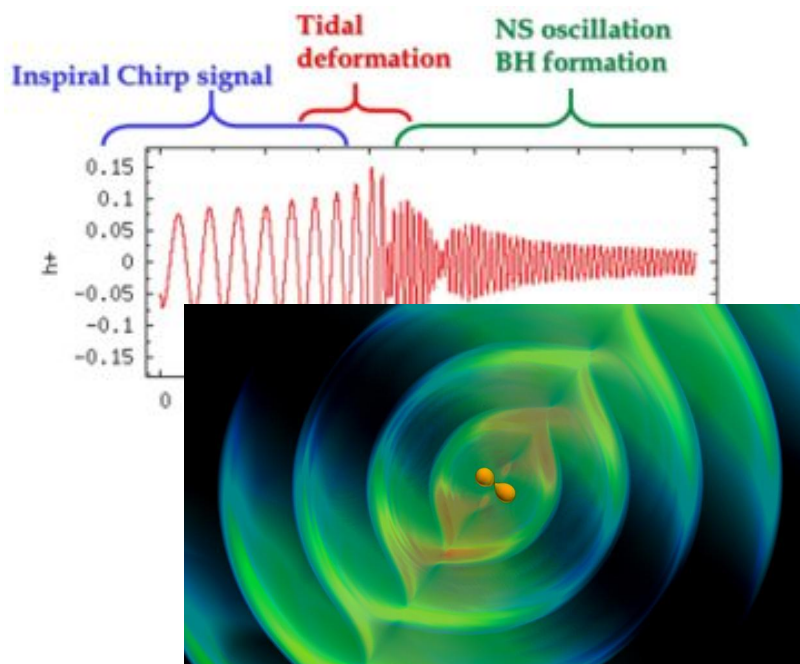 Tidal
deformation
NS oscillation
BH formation
Inspiral Chirp signal
0.15
0.1
0.05
0
-0.05
-0.1
-0.15
h+
0